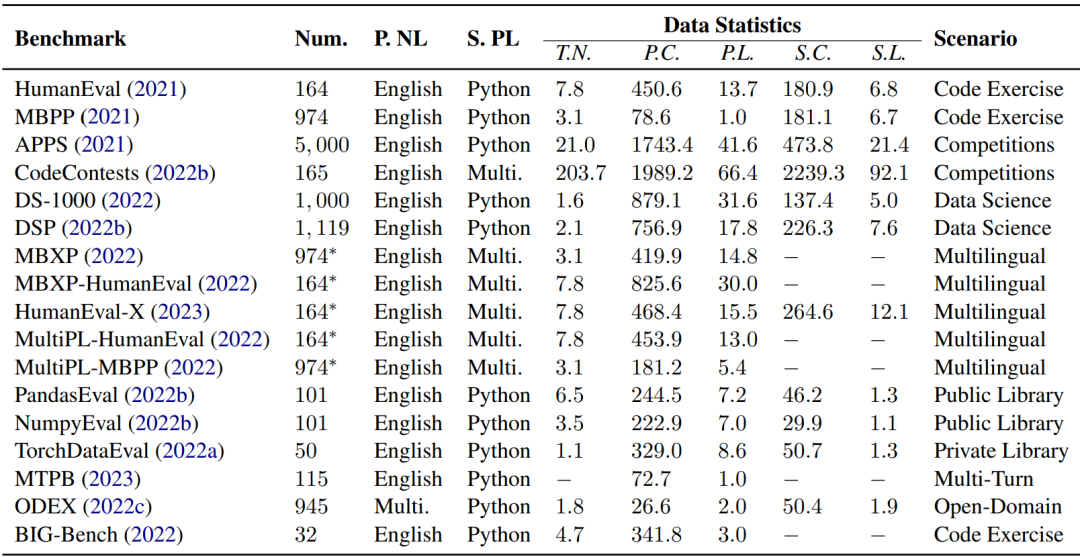 Benchmark Num. P. NL S. PL Data Statistics Scenario
T.N. P.C. P.L. S.C. S.L.
HumanEval (2021) 164 English Python 7.8 450.6 13.7 180.9 6.8 Code Exercise
MBPP (2021) 974 English Python 3.1 78.6 1.0 181.1 6.7 Code Exercise
APPS (2021) 5,000 English Python 21.0 1743.4 41.6 473.8 21.4 Competitions
CodeContests (2022b) 165 English Multi. 203.7 1989.2 66.4 2239.3 92.1 Competitions
DS-1000 (2022) 1,000 English Python 1.6 879.1 31.6 137.4 5.0 Data Science
DSP (2022b) 1,119 English Python 2.1 756.9 17.8 226.3 7.6 Data Science
MBXP (2022) 974* English Multi. 3.1 419.9 14.8 − − Multilingual
MBXP-HumanEval (2022) 164* English Multi. 7.8 825.6 30.0 − − Multilingual
HumanEval-X (2023) 164* English Multi. 7.8 468.4 15.5 264.6 12.1 Multilingual
MultiPL-HumanEval (2022) 164* English Multi. 7.8 453.9 13.0 − − Multilingual
MultiPL-MBPP (2022) 974* English Multi. 3.1 181.2 5.4 − − Multilingual
PandasEval (2022b) 101 English Python 6.5 244.5 7.2 46.2 1.3 Public Library
NumpyEval (2022b) 101 English Python 3.5 222.9 7.0 29.9 1.1 Public Library
TorchDataEval (2022a) 50 English Python 1.1 329.0 8.6 50.7 1.3 Private Library
MTPB (2023) 115 English Python − 72.7 1.0 − − Multi-Turn
ODEX (2022c) 945 Multi. Python 1.8 26.6 2.0 50.4 1.9 Open-Domain
BIG-Bench (2022) 32 English Python 4.7 341.8 3.0 − − Code Exercise